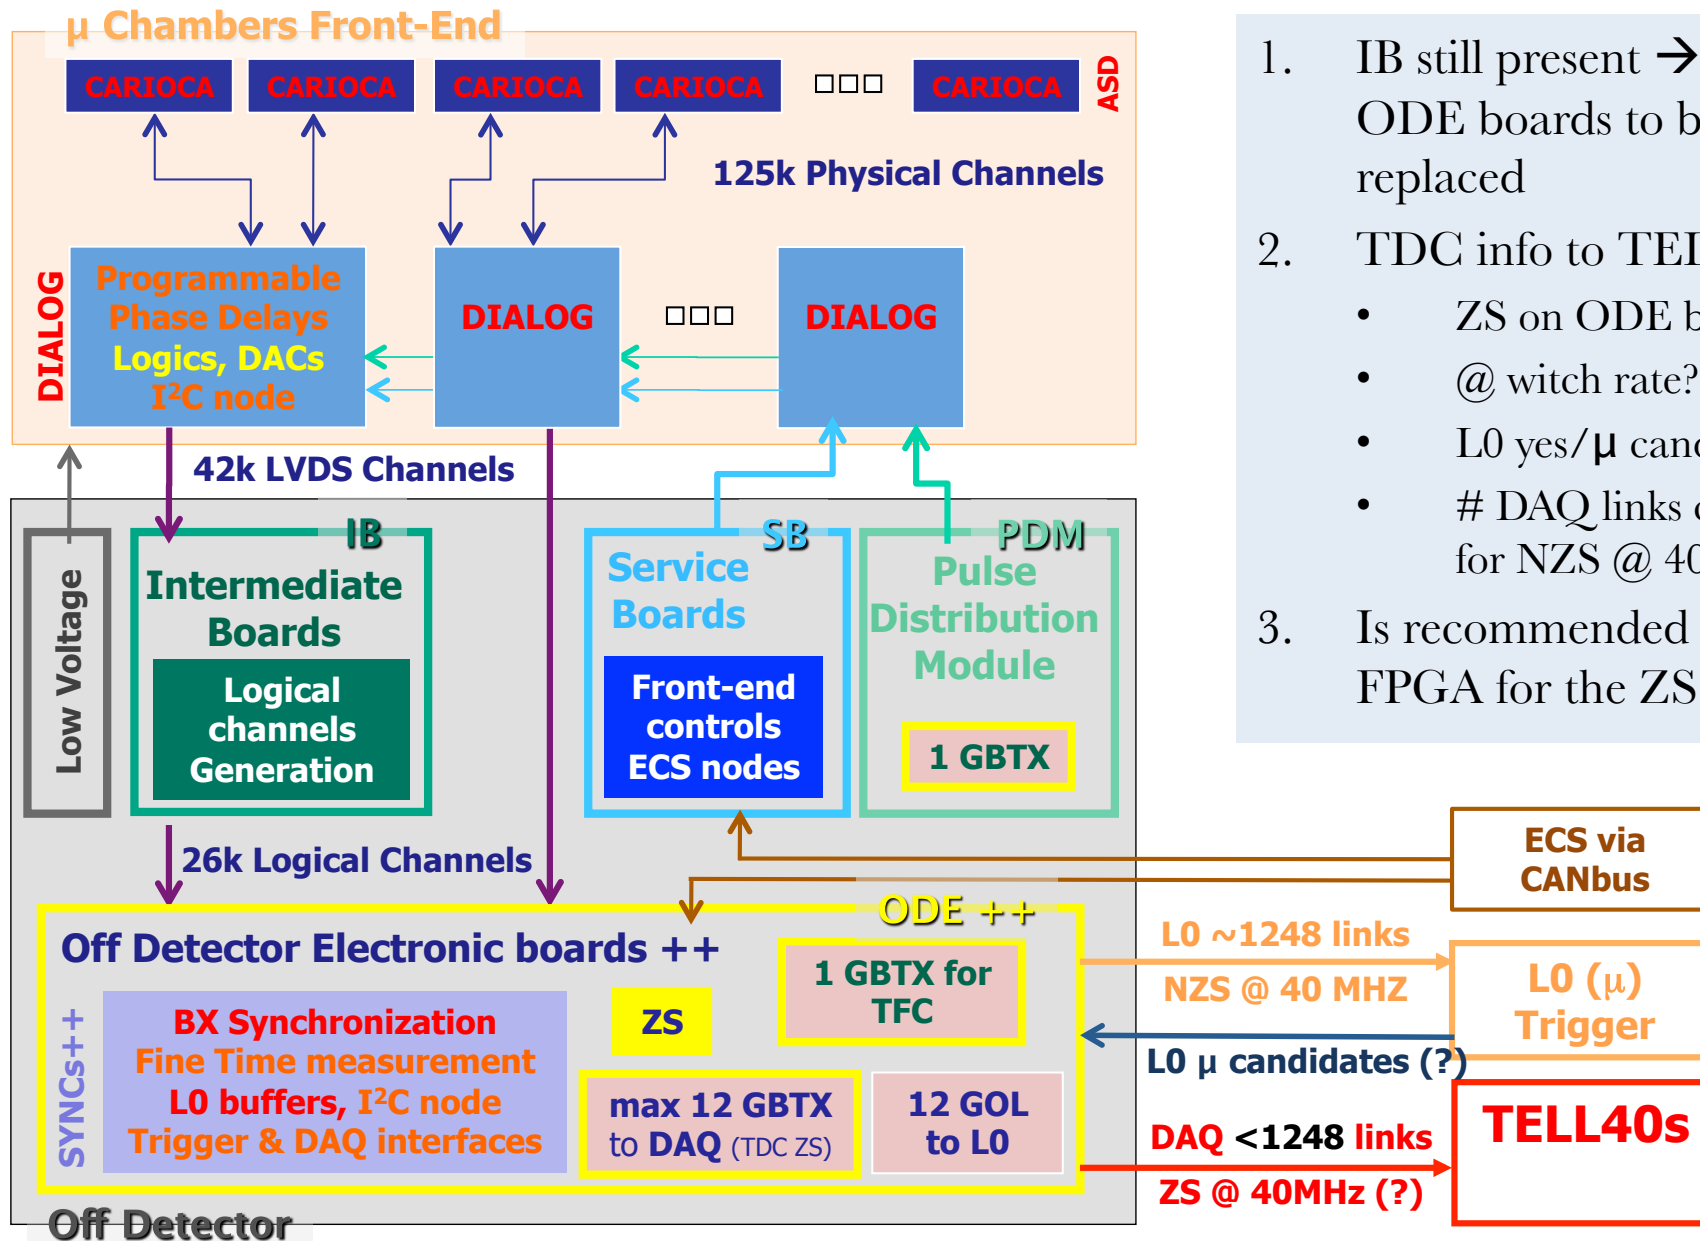 μ Chambers Front-End
CARIOCA CARIOCA CARIOCA CARIOCA CARIOCA
ASD
125k Physical Channels
DIALOG
Programmable
Phase Delays
Logics, DACs
I²C node
DIALOG
DIALOG
42k LVDS Channels
Low Voltage
IB
Intermediate
Boards
Logical
channels
Generation
SB
Service
Boards
Front-end
controls
ECS nodes
PDM
Pulse
Distribution
Module
1 GBTX
26k Logical Channels
ODE ++
Off Detector Electronic boards ++
SYNCs++
BX Synchronization
Fine Time measurement
L0 buffers, I²C node
Trigger & DAQ interfaces
ZS
1 GBTX for
TFC
max 12 GBTX
to DAQ (TDC ZS)
12 GOL
to L0
Off Detector
1. IB still present →
ODE boards to b
replaced
2. TDC info to TEL
• ZS on ODE b
• @ witch rate?
• L0 yes/μ cand
• # DAQ links
for NZS @ 40
3. Is recommended
FPGA for the ZS
ECS via
CANbus
L0 ~1248 links
NZS @ 40 MHZ
L0 (μ)
Trigger
L0 μ candidates (?)
DAQ <1248 links
ZS @ 40MHz (?)
TELL40s